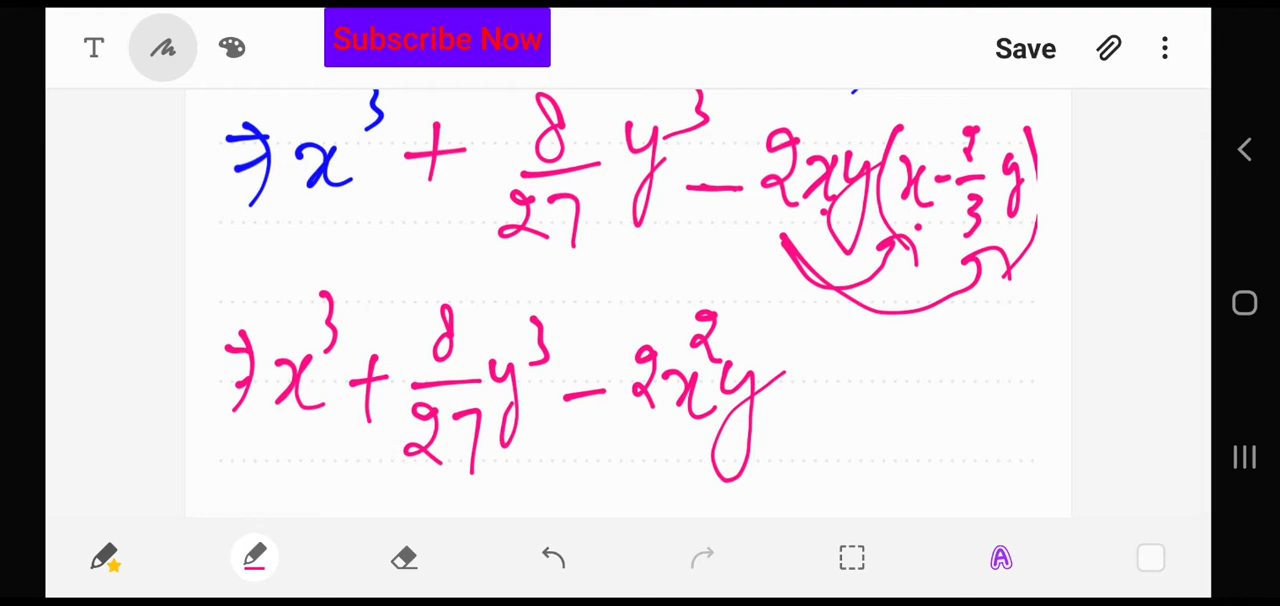 T
Subscribe Now
Save
⇒ x³ + 8/27 y³ - 2xy(x - 2/3 y)
⇒ x³ + 8/27 y³ - 2x²y
A